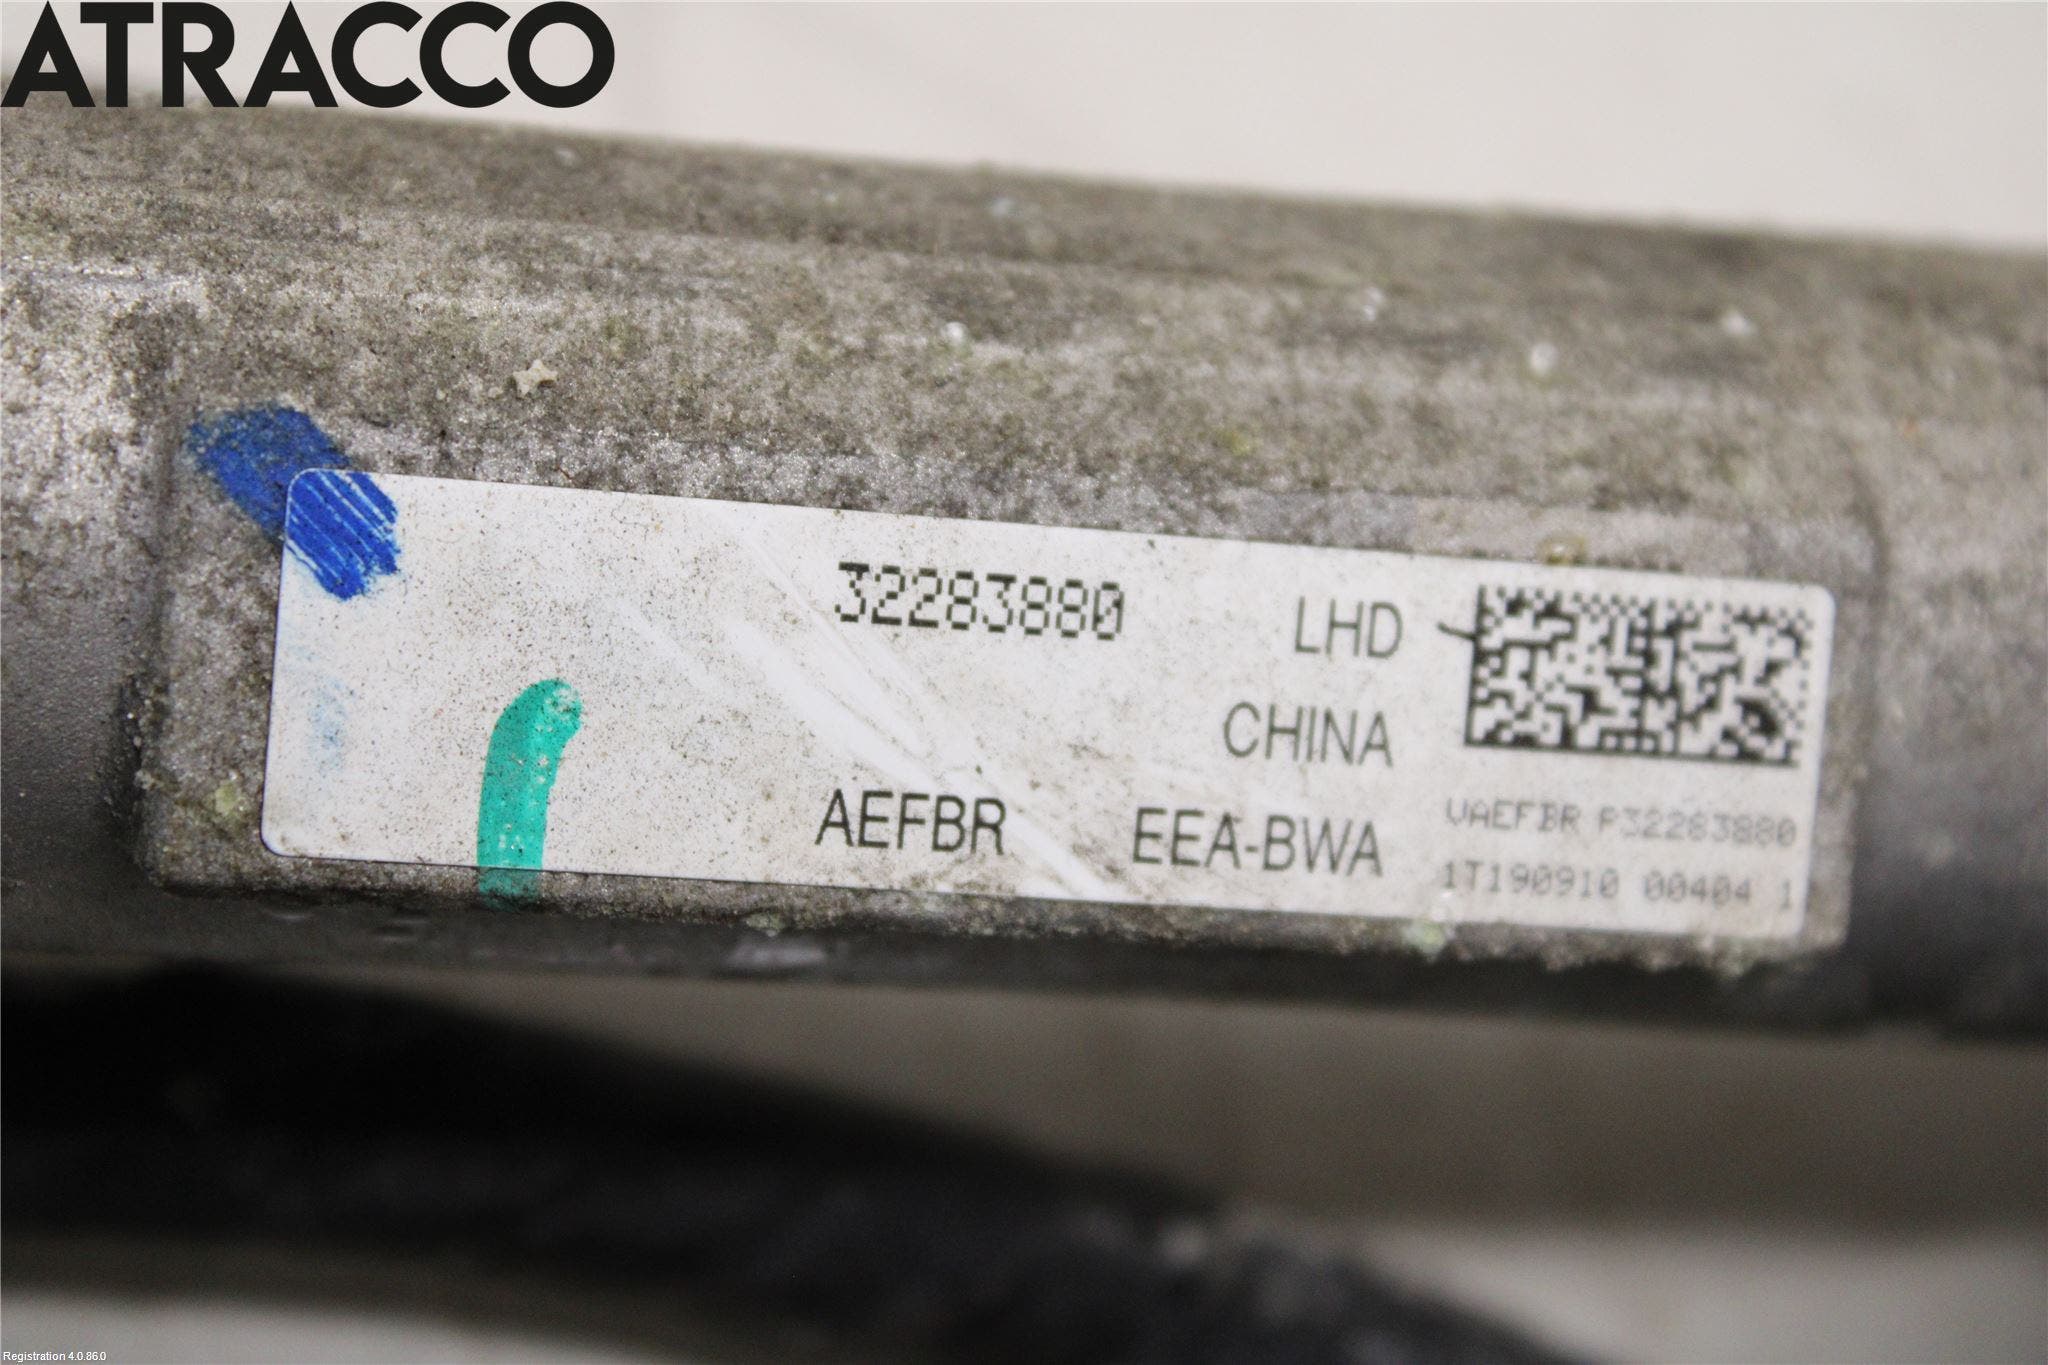 ATRACCO
32283880
LHD
CHINA
AEFBR EEA-BWA
VAEFBR P32283880
1T190910 00404 1
Registration 4.0.86.0